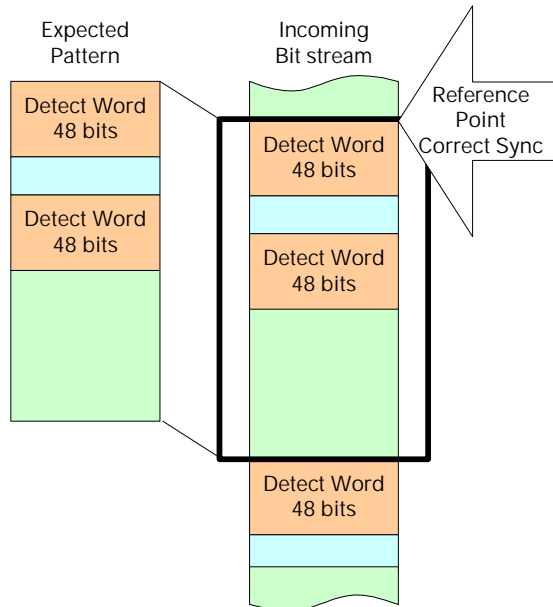 Expected
Pattern
Detect Word
48 bits
Detect Word
48 bits
Incoming
Bit stream
Detect Word
48 bits
Detect Word
48 bits
Detect Word
48 bits
Reference
Point
Correct Sync